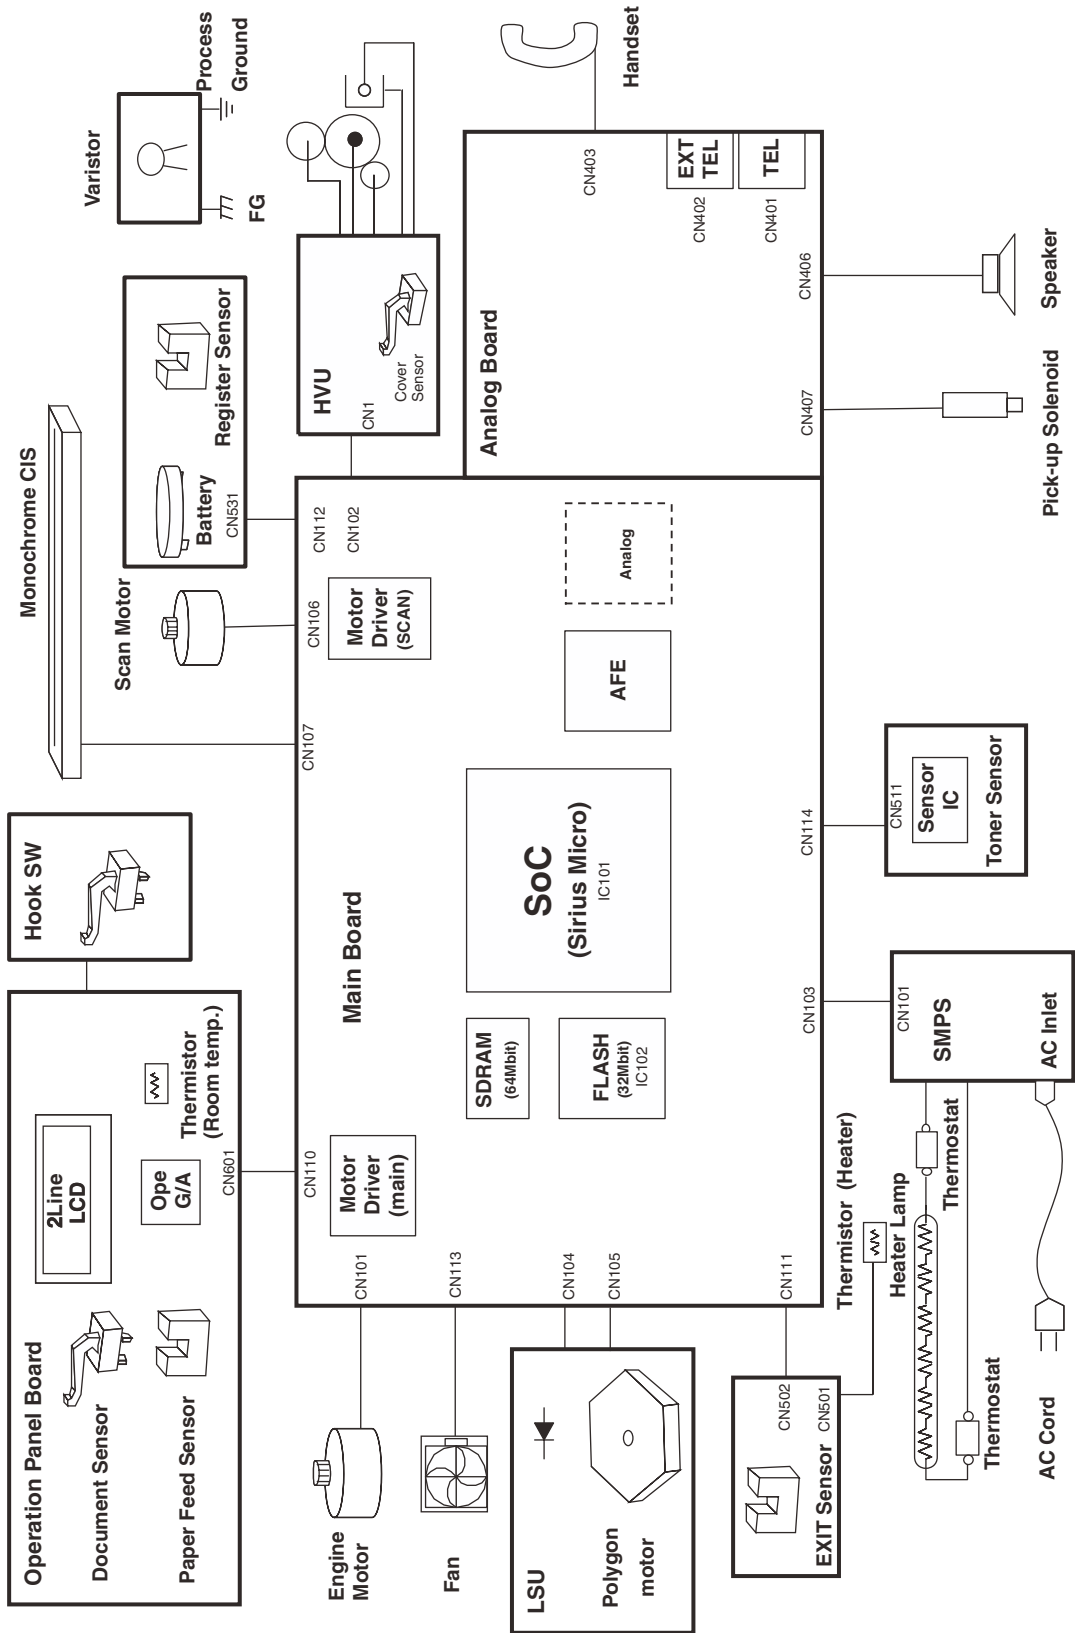 Operation Panel Board
Document Sensor
Paper Feed Sensor
2Line
LCD
Ope
G/A
Thermistor
(Room temp.)
CN601
Hook SW
Monochrome CIS
Scan Motor
Battery
Register Sensor
CN531
Varistor
FG
Process
Ground
HVU
CN1
Cover
Sensor
Engine
Motor
Fan
LSU
Polygon
motor
EXIT Sensor
CN502
CN501
CN101
CN113
CN104
CN105
CN111
CN110
Motor
Driver
(main)
Main Board
SDRAM
(64Mbit)
FLASH
(32Mbit)
IC102
SoC
(Sirius Micro)
IC101
AFE
Analog
CN107
CN106
Motor
Driver
(SCAN)
CN112
CN102
CN103
CN114
Analog Board
CN403
EXT
TEL
CN402
TEL
CN401
CN406
CN407
Handset
Speaker
Pick-up Solenoid
CN511
Sensor
IC
Toner Sensor
CN101
SMPS
AC Inlet
Thermistor (Heater)
Heater Lamp
Thermostat
Thermostat
AC Cord